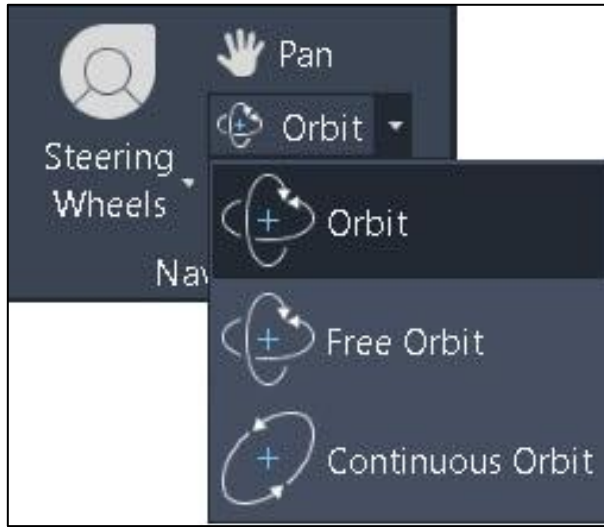 Pan
Orbit
Steering
Wheels
Orbit
Free Orbit
Continuous Orbit